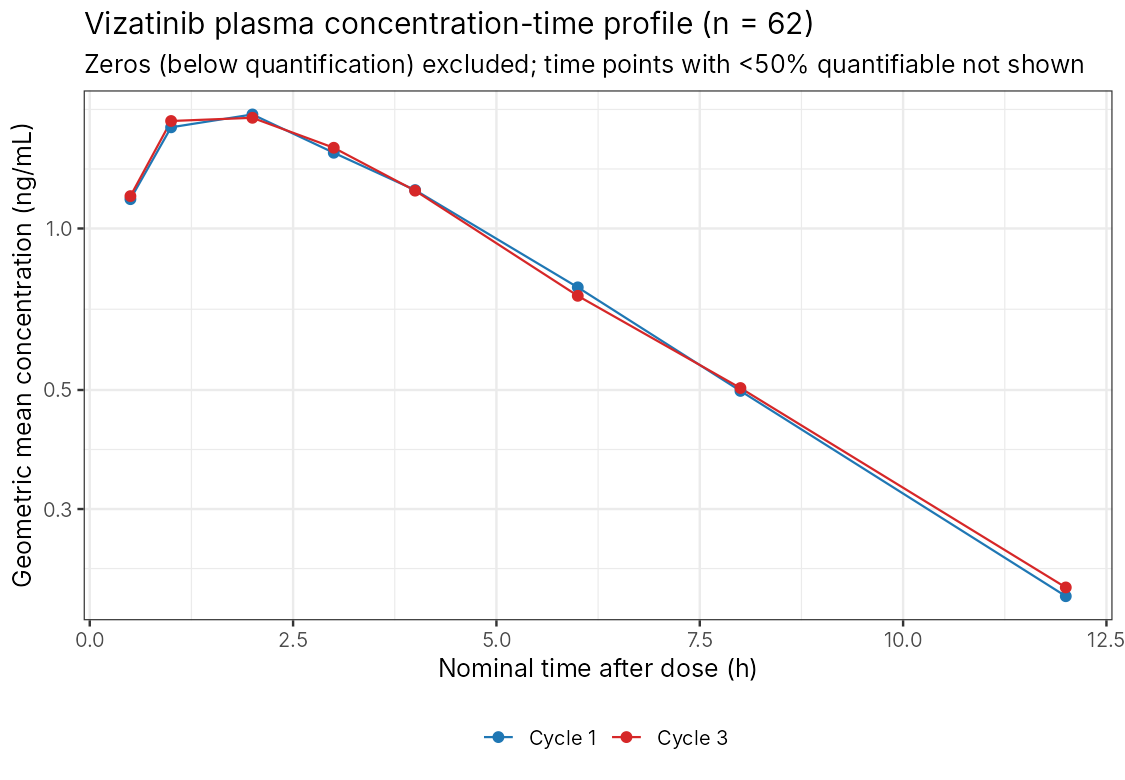 Vizatinib plasma concentration-time profile (n = 62)
Zeros (below quantification) excluded; time points with <50% quantifiable not shown
Geometric mean concentration (ng/mL)
1.0
0.5
0.3
0.0 2.5 5.0 7.5 10.0 12.5
Nominal time after dose (h)
Cycle 1 Cycle 3